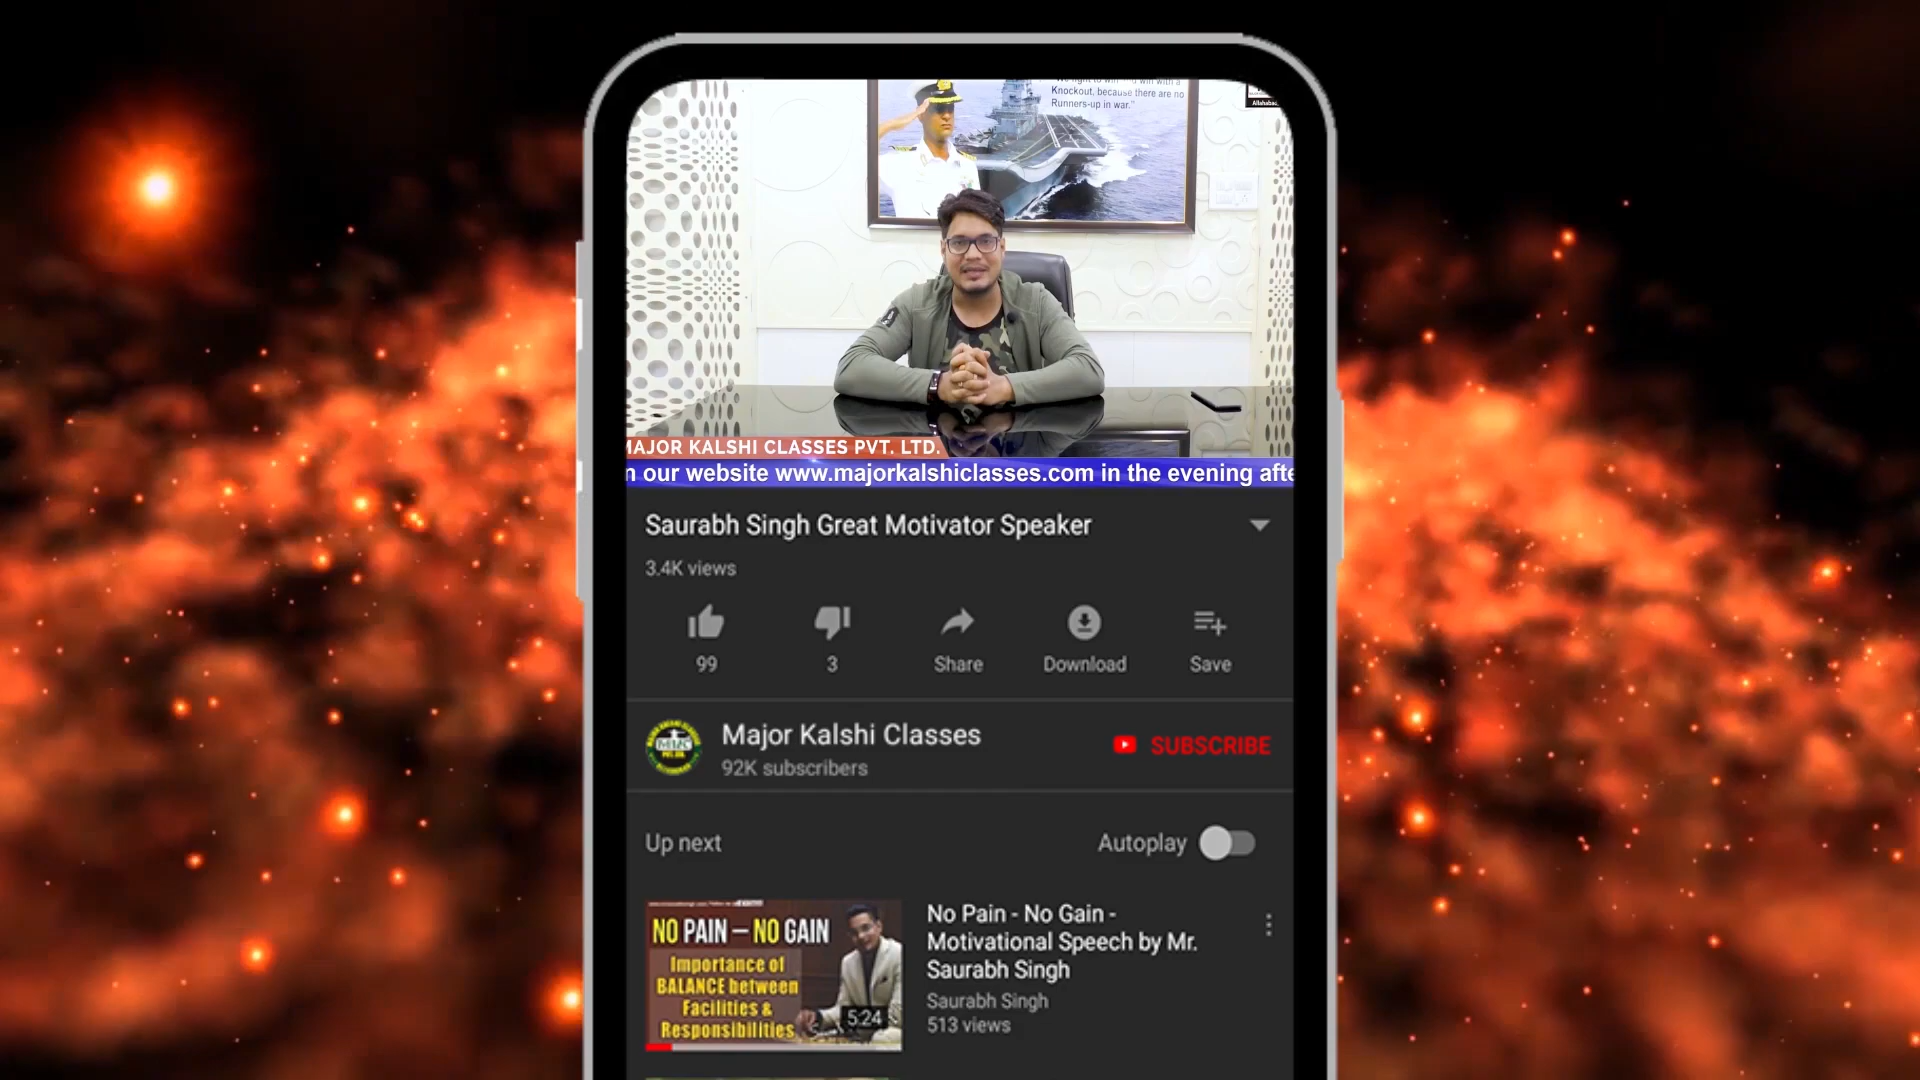 Knockout, because there are no
Runners-up in war."
Allahabad
MAJOR KALSHI CLASSES PVT. LTD.
our website www.majorkalshiclasses.com in the evening afte
Saurabh Singh Great Motivator Speaker
3.4K views
99
3
Share
Download
Save
Major Kalshi Classes
92K subscribers
SUBSCRIBE
Up next
Autoplay
NO PAIN – NO GAIN
Importance of
BALANCE between
Facilities &
Responsibilities
5:24
No Pain - No Gain -
Motivational Speech by Mr.
Saurabh Singh
Saurabh Singh
513 views